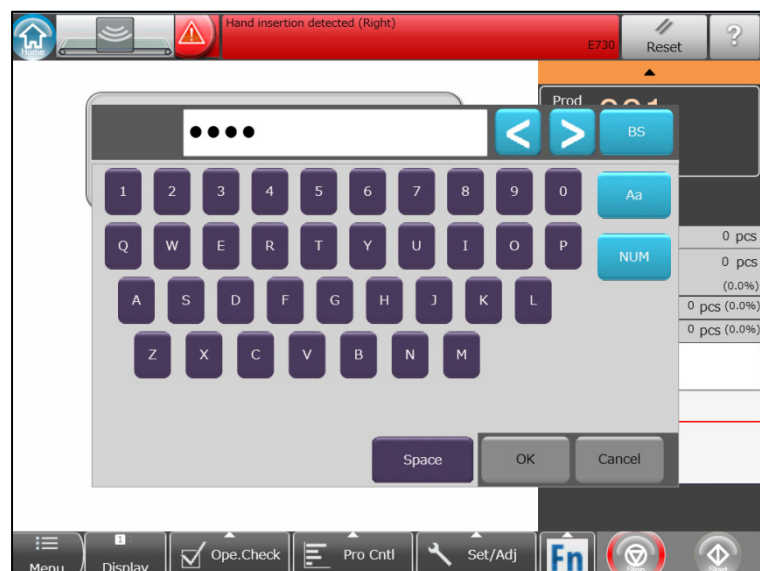 Hand insertion detected (Right)
E730
Home
Reset
?
Prod
●●●●
< > BS
1 2 3 4 5 6 7 8 9 0 Aa
Q W E R T Y U I O P NUM
A S D F G H J K L
Z X C V B N M
Space OK Cancel
0 pcs
0 pcs
(0.0%)
0 pcs (0.0%)
0 pcs (0.0%)
Menu
1
Display
Ope.Check
Pro Cntl
Set/Adj
Fn
Stop
Start